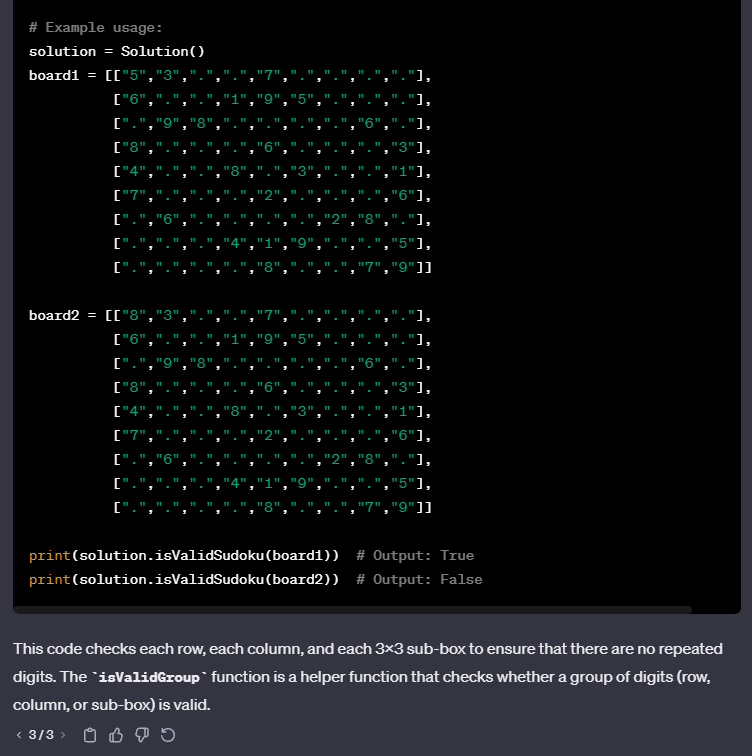 # Example usage:
solution = Solution()
board1 = [["5","3",".",".","7",".",".",".","."],
["6",".",".","1","9","5",".",".","."],
[".","9","8",".",".",".",".","6","."],
["8",".",".",".","6",".",".",".","3"],
["4",".",".","8",".","3",".",".","1"],
["7",".",".",".","2",".",".",".","6"],
[".","6",".",".",".",".","2","8","."],
[".",".",".","4","1","9",".",".","5"],
[".",".",".",".","8",".",".","7","9"]]
board2 = [["8","3",".",".","7",".",".",".","."],
["6",".",".","1","9","5",".",".","."],
[".","9","8",".",".",".",".","6","."],
["8",".",".",".","6",".",".",".","3"],
["4",".",".","8",".","3",".",".","1"],
["7",".",".",".","2",".",".",".","6"],
[".","6",".",".",".",".","2","8","."],
[".",".",".","4","1","9",".",".","5"],
[".",".",".",".","8",".",".","7","9"]]
print(solution.isValidSudoku(board1))  # Output: True
print(solution.isValidSudoku(board2))  # Output: False
This code checks each row, each column, and each 3×3 sub-box to ensure that there are no repeated
digits. The `isValidGroup` function is a helper function that checks whether a group of digits (row,
column, or sub-box) is valid.
< 3/3 >